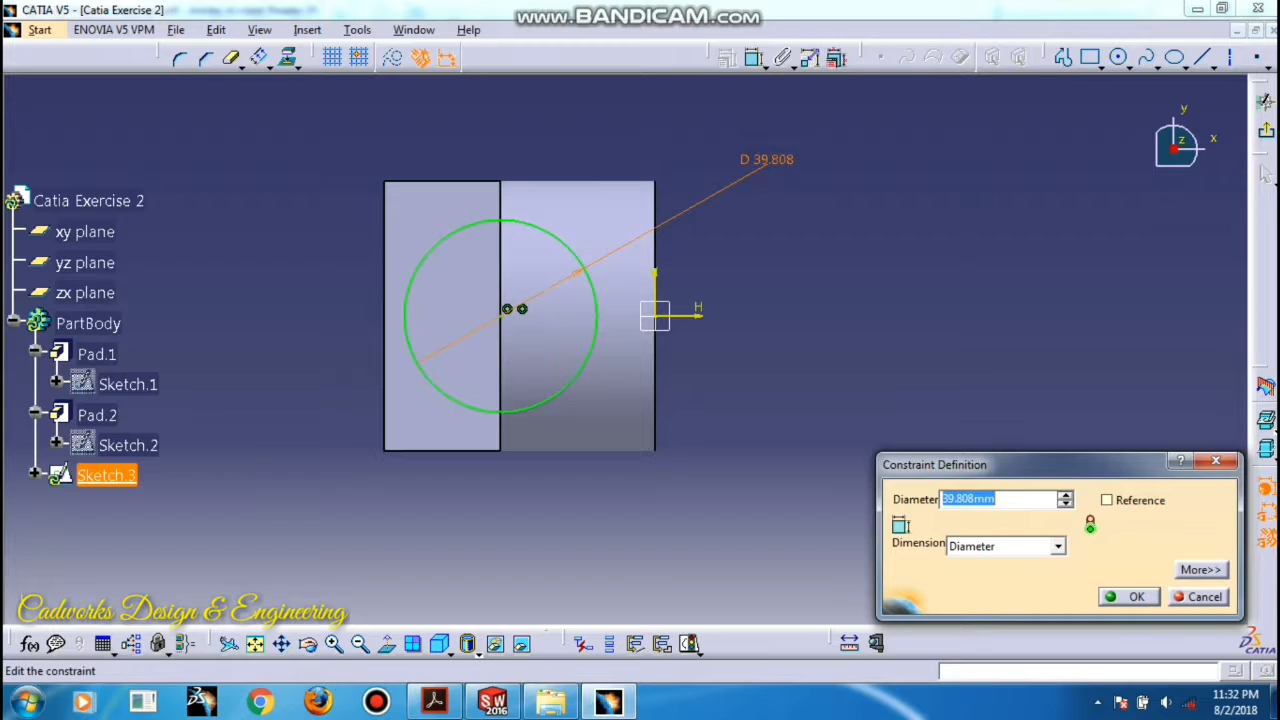 CATIA V5 - [Catia Exercise 2]
www.BANDICAM.com
Start
ENOVIA V5 VPM
File
Edit
View
Insert
Tools
Window
Help
D 39.808
y
x
z
Catia Exercise 2
xy plane
yz plane
zx plane
PartBody
Pad.1
Sketch.1
Pad.2
Sketch.2
Sketch.3
H
Constraint Definition
Diameter 39.808mm
Reference
Dimension Diameter
More>>
OK
Cancel
Cadworks Design & Engineering
f(x)
CATIA
Edit the constraint
SW
2016
11:32 PM
8/2/2018